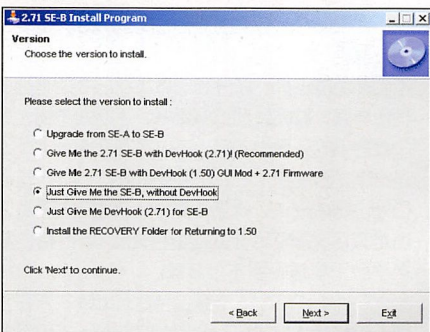 2.71 SE-B Install Program
Version
Choose the version to install.
Please select the version to install :
Upgrade from SE-A to SE-B
Give Me the 2.71 SE-B with DevHook (2.71)! (Recommended)
Give Me 2.71 SE-B with DevHook (1.50) GUI Mod + 2.71 Firmware
Just Give Me the SE-B, without DevHook
Just Give Me DevHook (2.71) for SE-B
Install the RECOVERY Folder for Returning to 1.50
Click 'Next' to continue.
< Back Next > Exit